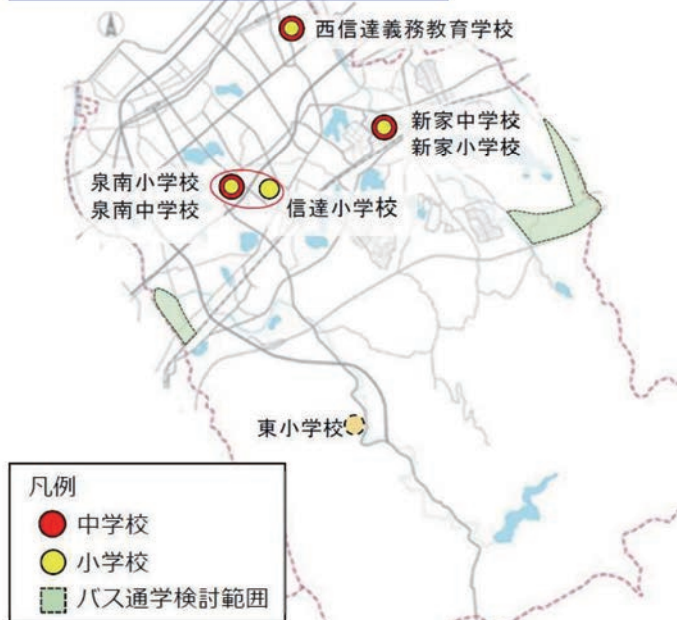 西信達義務教育学校
新家中学校
新家小学校
泉南小学校
泉南中学校
信達小学校
東小学校
凡例
中学校
小学校
バス通学検討範囲